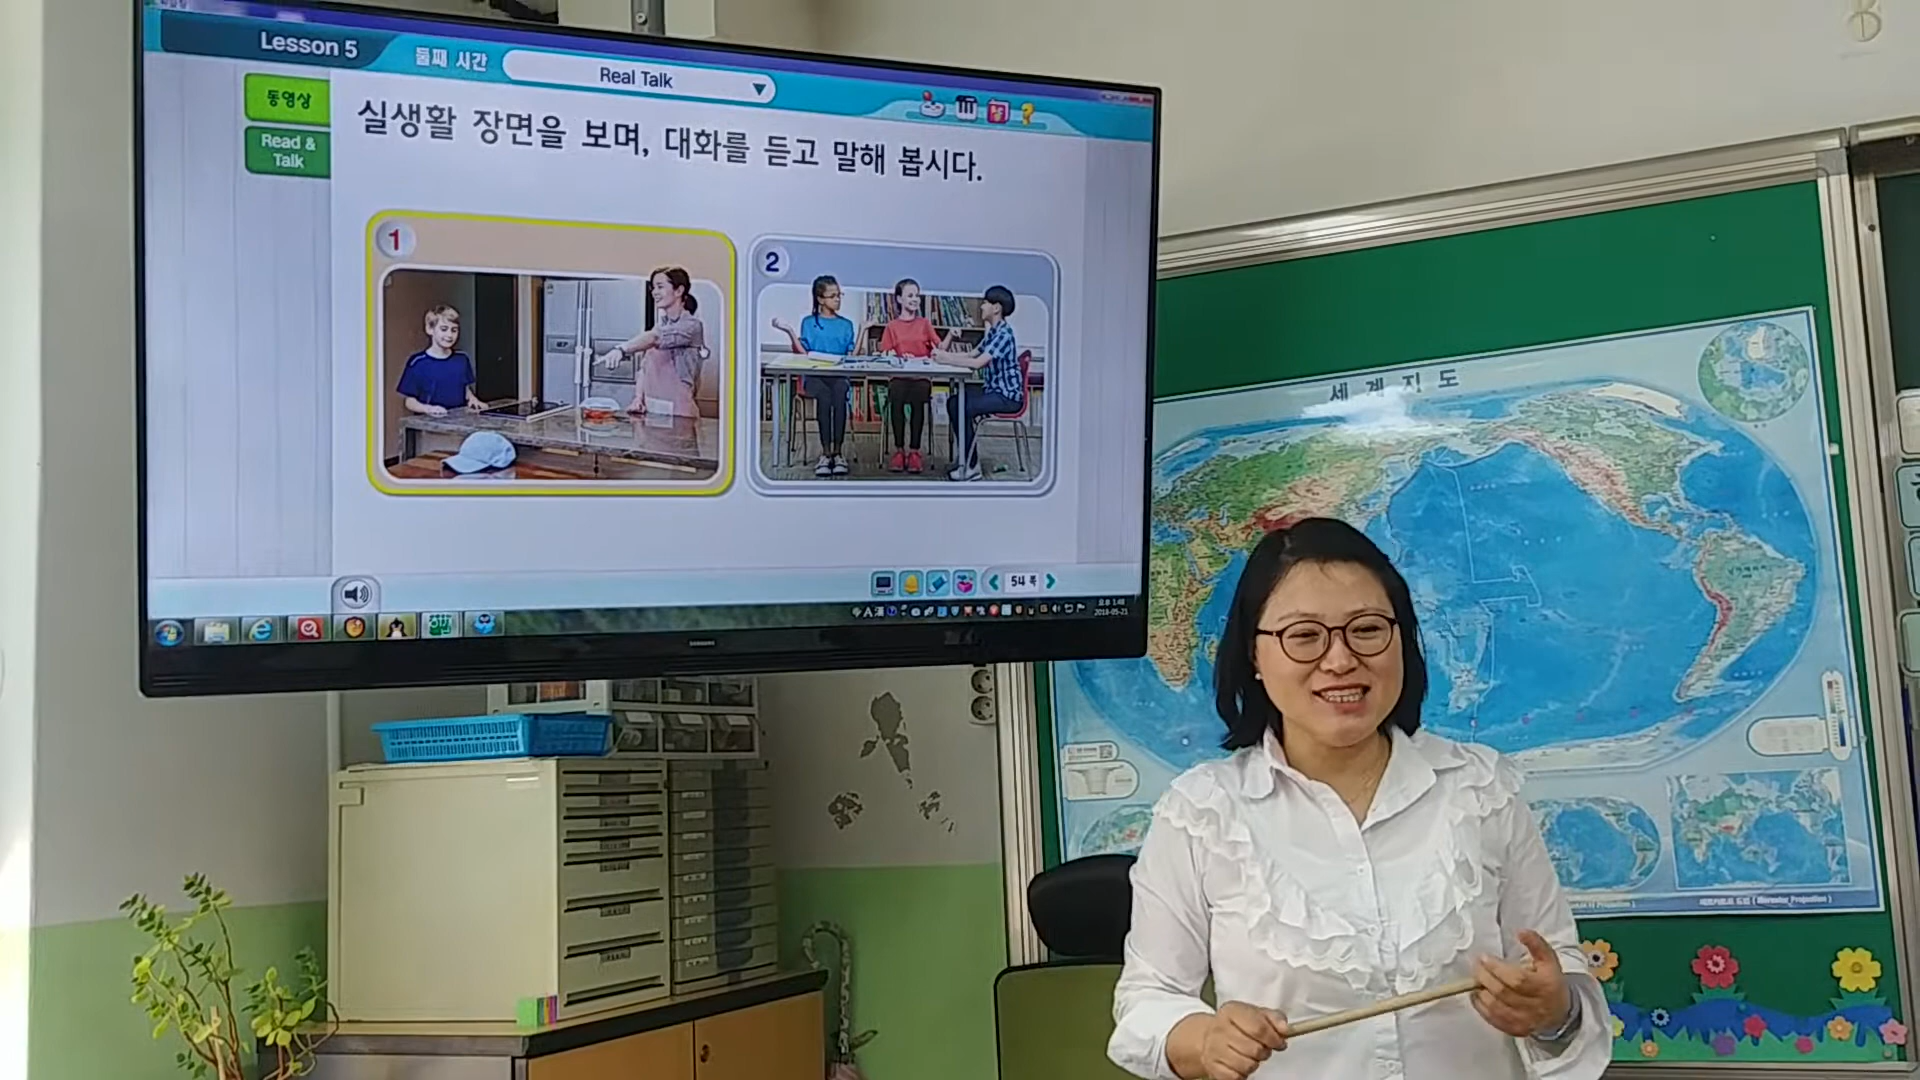 Lesson 5
둘째 시간
Real Talk
동영상
Read &
Talk
실생활 장면을 보며, 대화를 듣고 말해 봅시다.
1
2
54 쪽
SAMSUNG
세계지도